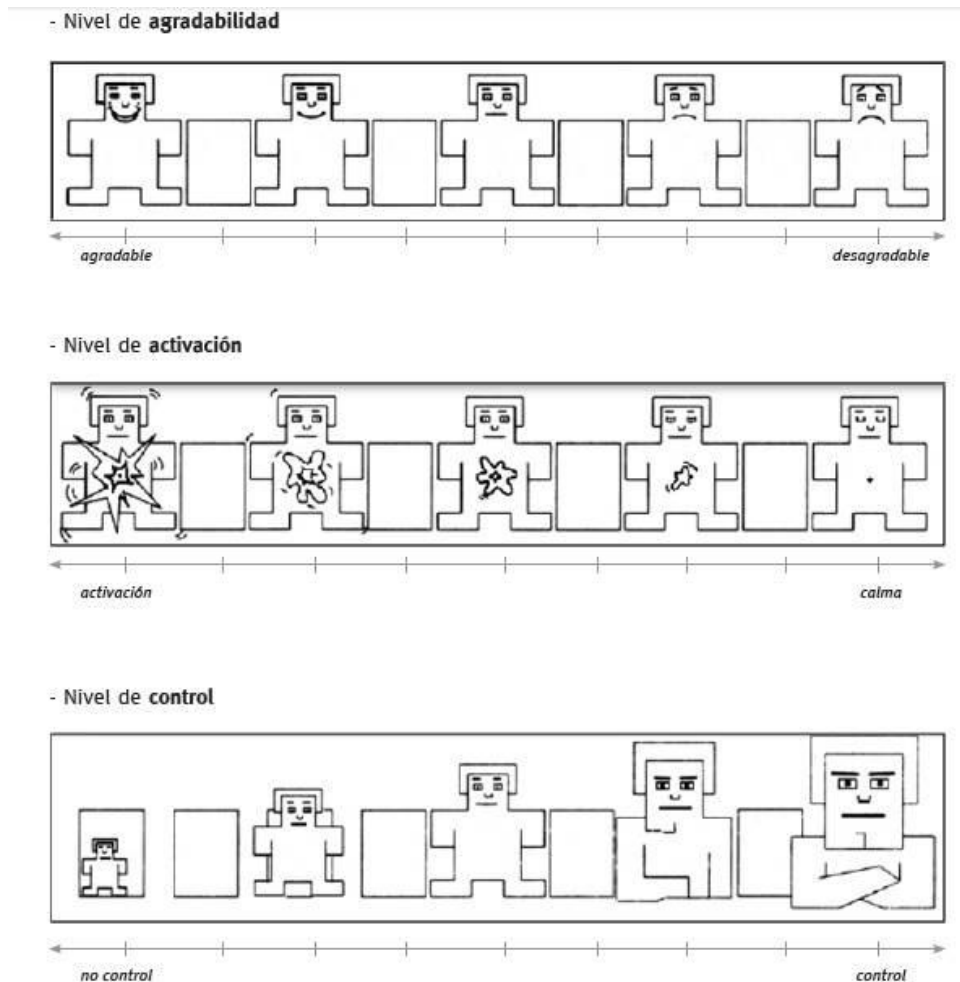 - Nivel de agradabilidad
agradable desagradable
- Nivel de activación
activación calma
- Nivel de control
no control control